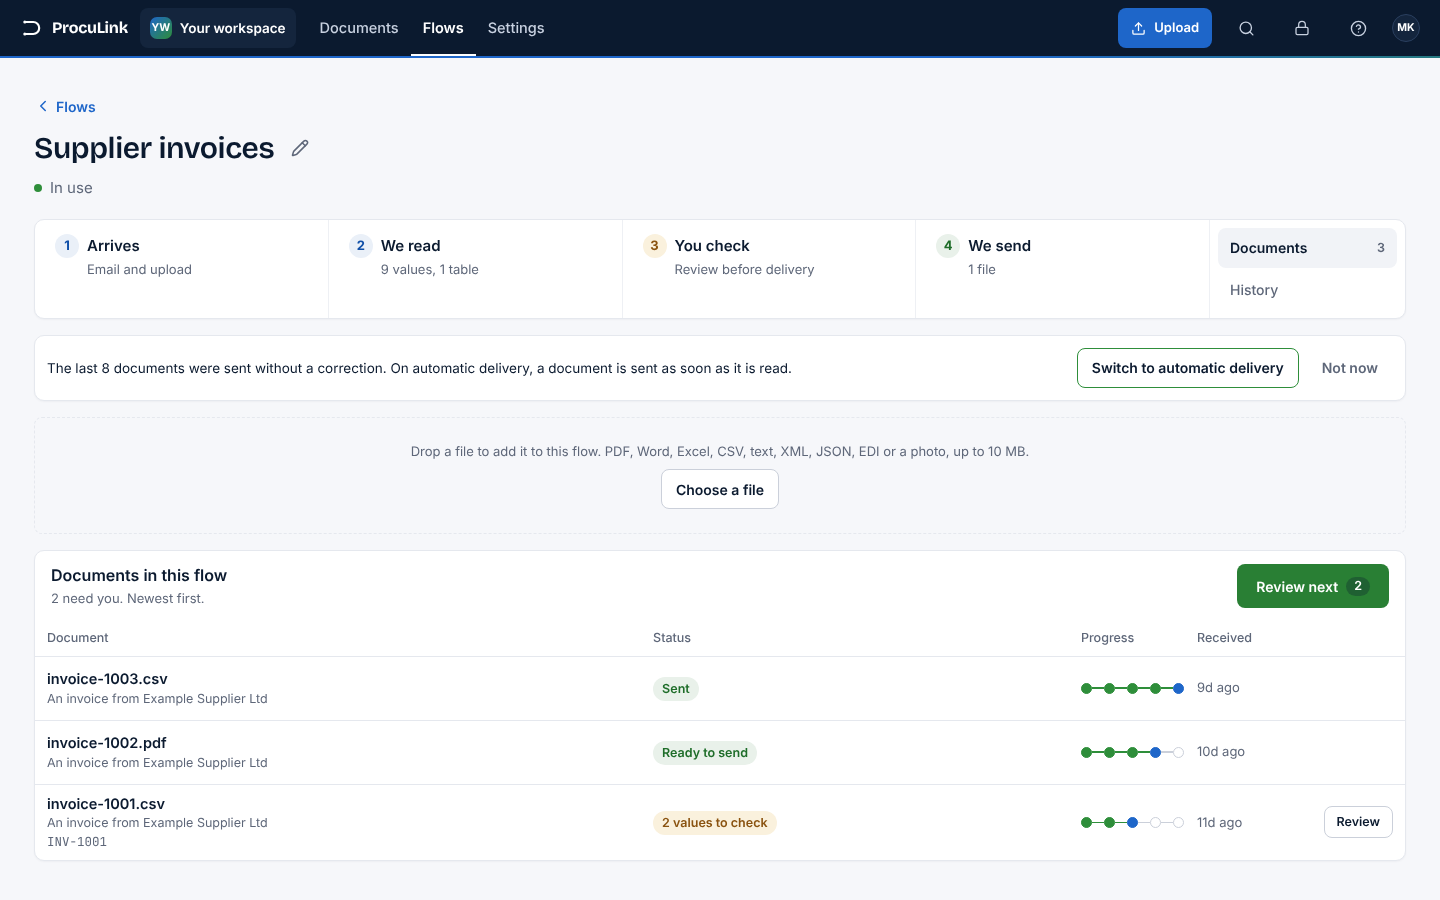 ProcuLink
YW Your workspace
Documents
Flows
Settings
Upload
MK
Flows
Supplier invoices
In use
1 Arrives
Email and upload
2 We read
9 values, 1 table
3 You check
Review before delivery
4 We send
1 file
Documents 3
History
The last 8 documents were sent without a correction. On automatic delivery, a document is sent as soon as it is read.
Switch to automatic delivery
Not now
Drop a file to add it to this flow. PDF, Word, Excel, CSV, text, XML, JSON, EDI or a photo, up to 10 MB.
Choose a file
Documents in this flow
2 need you. Newest first.
Review next 2
Document Status Progress Received
invoice-1003.csv
An invoice from Example Supplier Ltd
Sent
9d ago
invoice-1002.pdf
An invoice from Example Supplier Ltd
Ready to send
10d ago
invoice-1001.csv
An invoice from Example Supplier Ltd
INV-1001
2 values to check
11d ago
Review